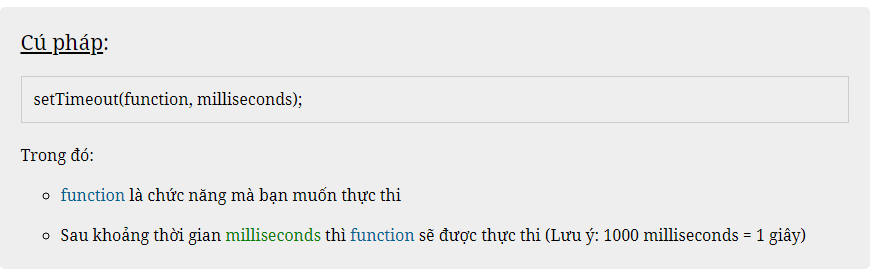 Cú pháp:
setTimeout(function, milliseconds);
Trong đó:
function là chức năng mà bạn muốn thực thi
Sau khoảng thời gian milliseconds thì function sẽ được thực thi (Lưu ý: 1000 milliseconds = 1 giây)